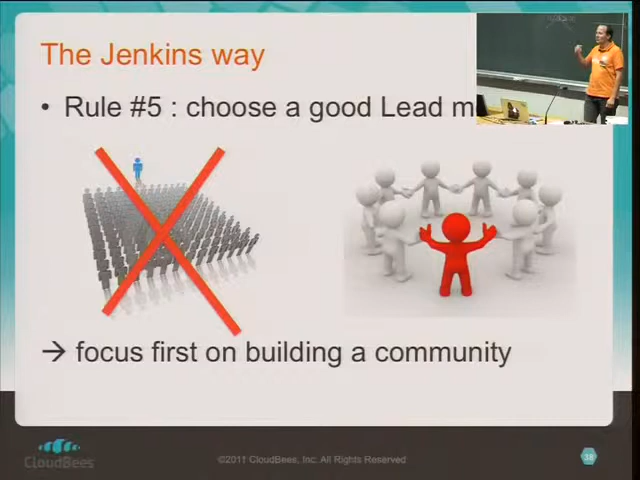 The Jenkins way
• Rule #5 : choose a good Lead m
→ focus first on building a community
CloudBees
©2011 CloudBees, Inc. All Rights Reserved
38